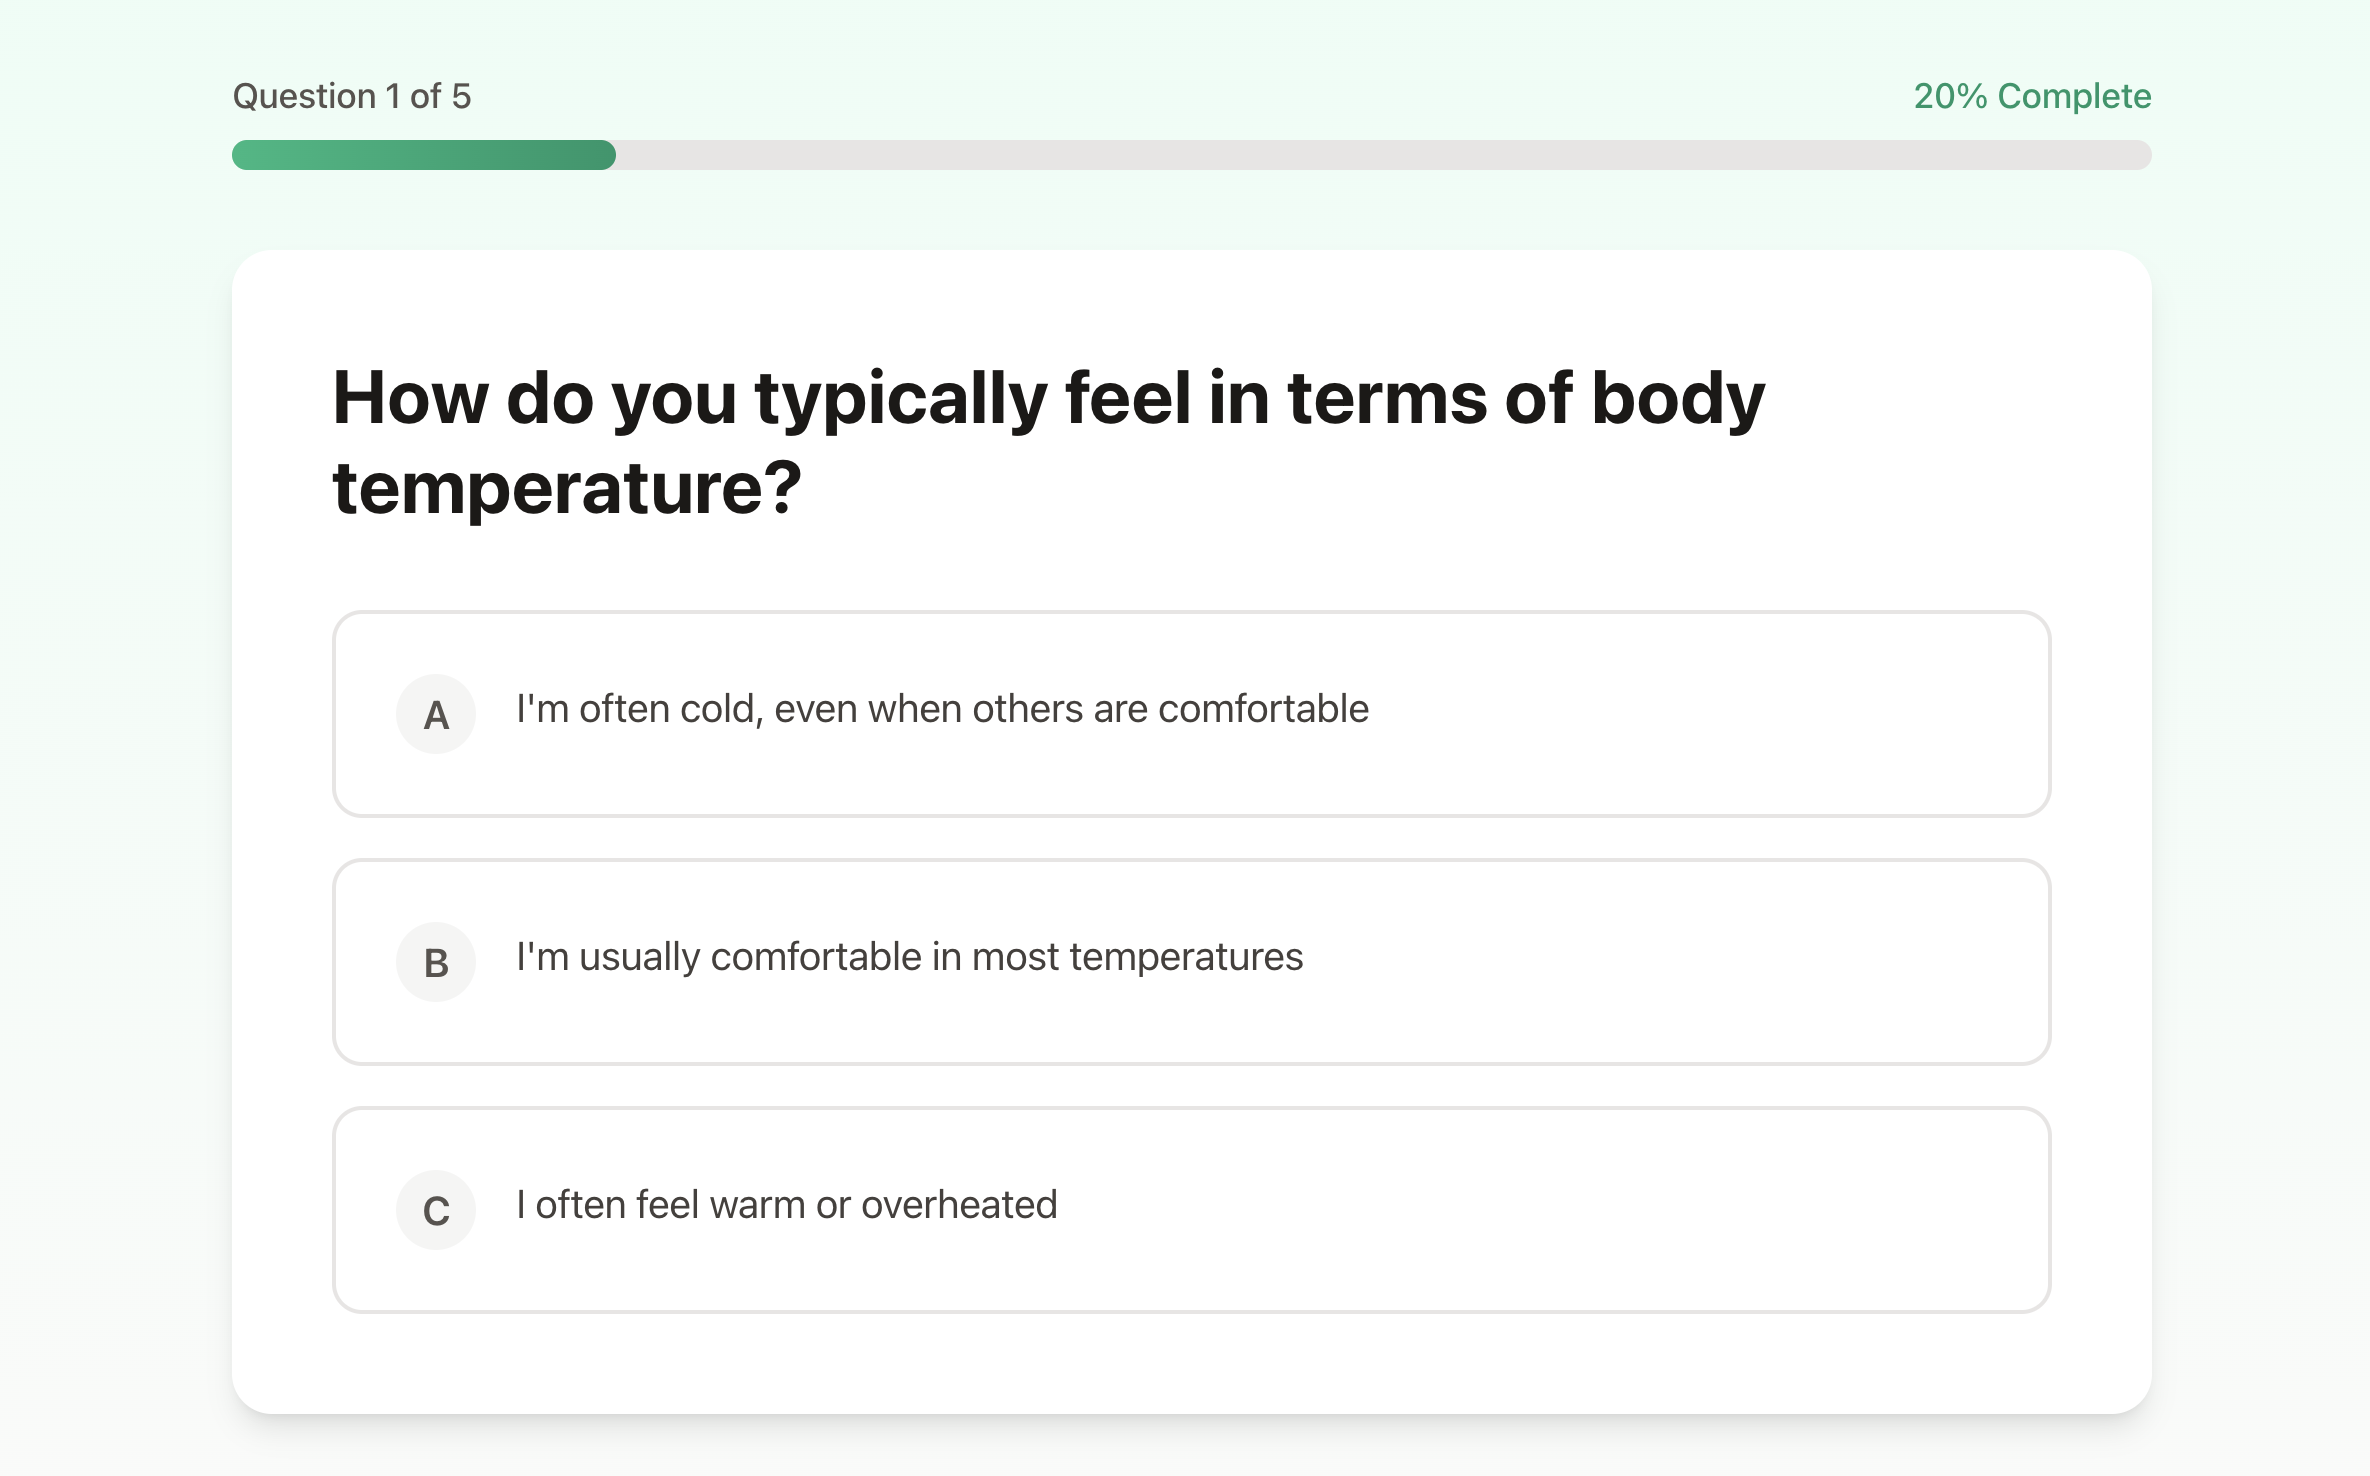 Question 1 of 5
20% Complete
How do you typically feel in terms of body
temperature?
A
I'm often cold, even when others are comfortable
B
I'm usually comfortable in most temperatures
C
I often feel warm or overheated